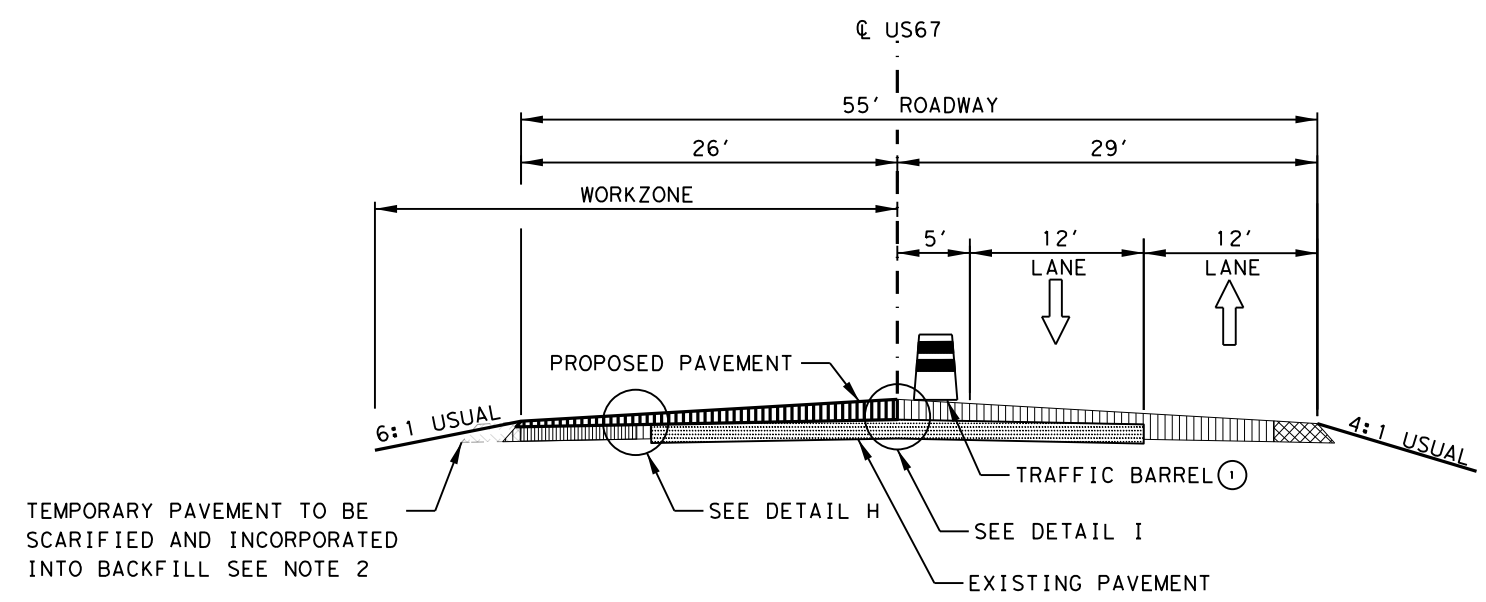 ℄ US67
55' ROADWAY
26'
29'
WORKZONE
5'
12'
12'
LANE
LANE
PROPOSED PAVEMENT
6:1 USUAL
4:1 USUAL
TRAFFIC BARREL 1
TEMPORARY PAVEMENT TO BE
SCARIFIED AND INCORPORATED
INTO BACKFILL SEE NOTE 2
SEE DETAIL H
SEE DETAIL I
EXISTING PAVEMENT